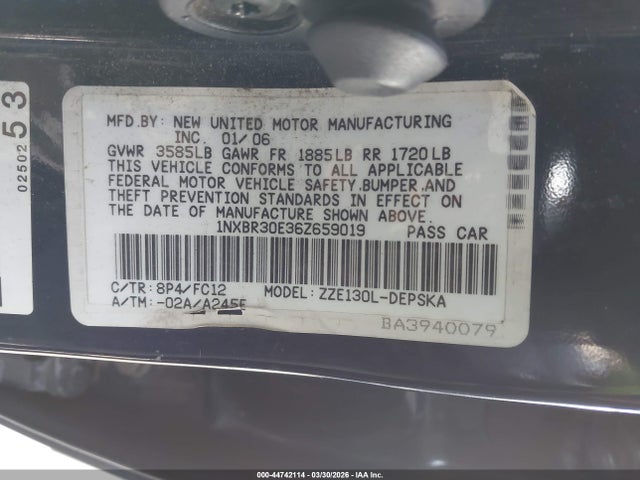 MFD.BY: NEW UNITED MOTOR MANUFACTURING
INC. 01/06
GVWR 3585LB GAWR FR 1885LB RR 1720LB
THIS VEHICLE CONFORMS TO ALL APPLICABLE
FEDERAL MOTOR VEHICLE SAFETY,BUMPER,AND
THEFT PREVENTION STANDARDS IN EFFECT ON
THE DATE OF MANUFACTURE SHOWN ABOVE.
1NXBR30E36Z659019 PASS CAR
C/TR: 8P4/FC12 MODEL: ZZE130L-DEPSKA
A/TM: -02A/A245E
BA3940079
02502 53
000-44742114 - 03/30/2026 - IAA Inc.